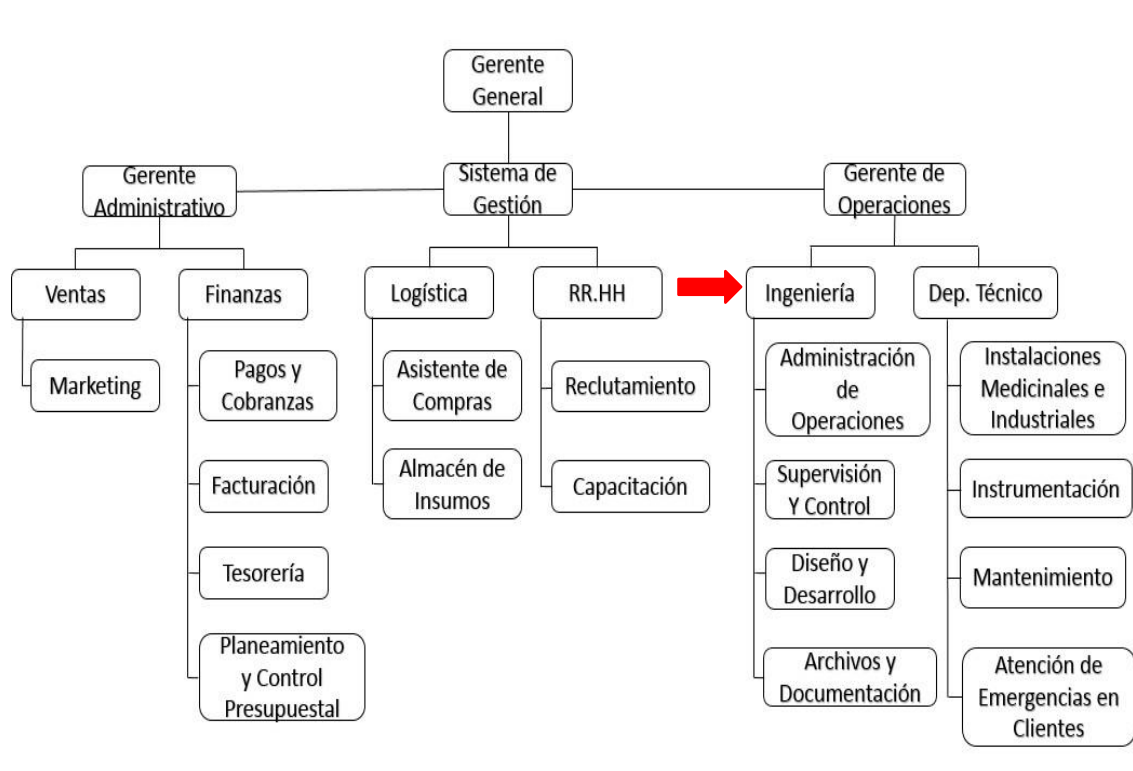 Gerente
General
Gerente
Administrativo
Sistema de
Gestión
Gerente de
Operaciones
Ventas
Finanzas
Logística
RR.HH
Ingeniería
Dep. Técnico
Marketing
Pagos y
Cobranzas
Facturación
Tesorería
Planeamiento
y Control
Presupuestal
Asistente de
Compras
Almacén de
Insumos
Reclutamiento
Capacitación
Administración
de
Operaciones
Supervisión
Y Control
Diseño y
Desarrollo
Archivos y
Documentación
Instalaciones
Medicinales e
Industriales
Instrumentación
Mantenimiento
Atención de
Emergencias en
Clientes